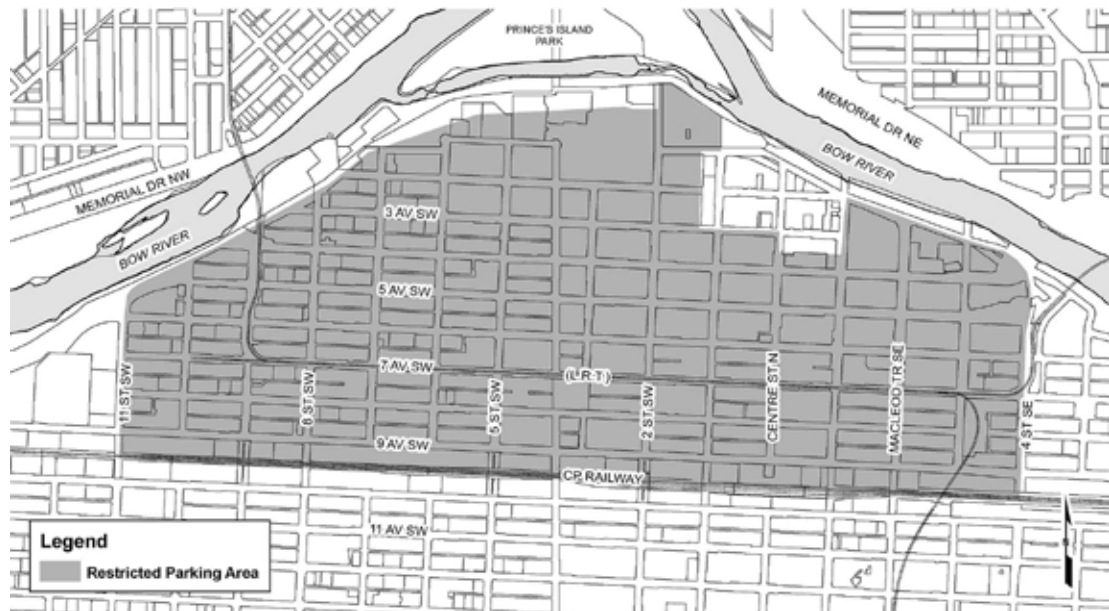 PRINCE'S ISLAND
PARK
MEMORIAL DR NE
BOW RIVER
MEMORIAL DR NW
BOW RIVER
3 AV SW
5 AV SW
7 AV SW
(L.R.T)
11 ST SW
8 ST SW
5 ST SW
2 ST SW
CENTRE ST N
MACLEOD TR SE
4 ST SE
9 AV SW
CP RAILWAY
11 AV SW
Legend
Restricted Parking Area